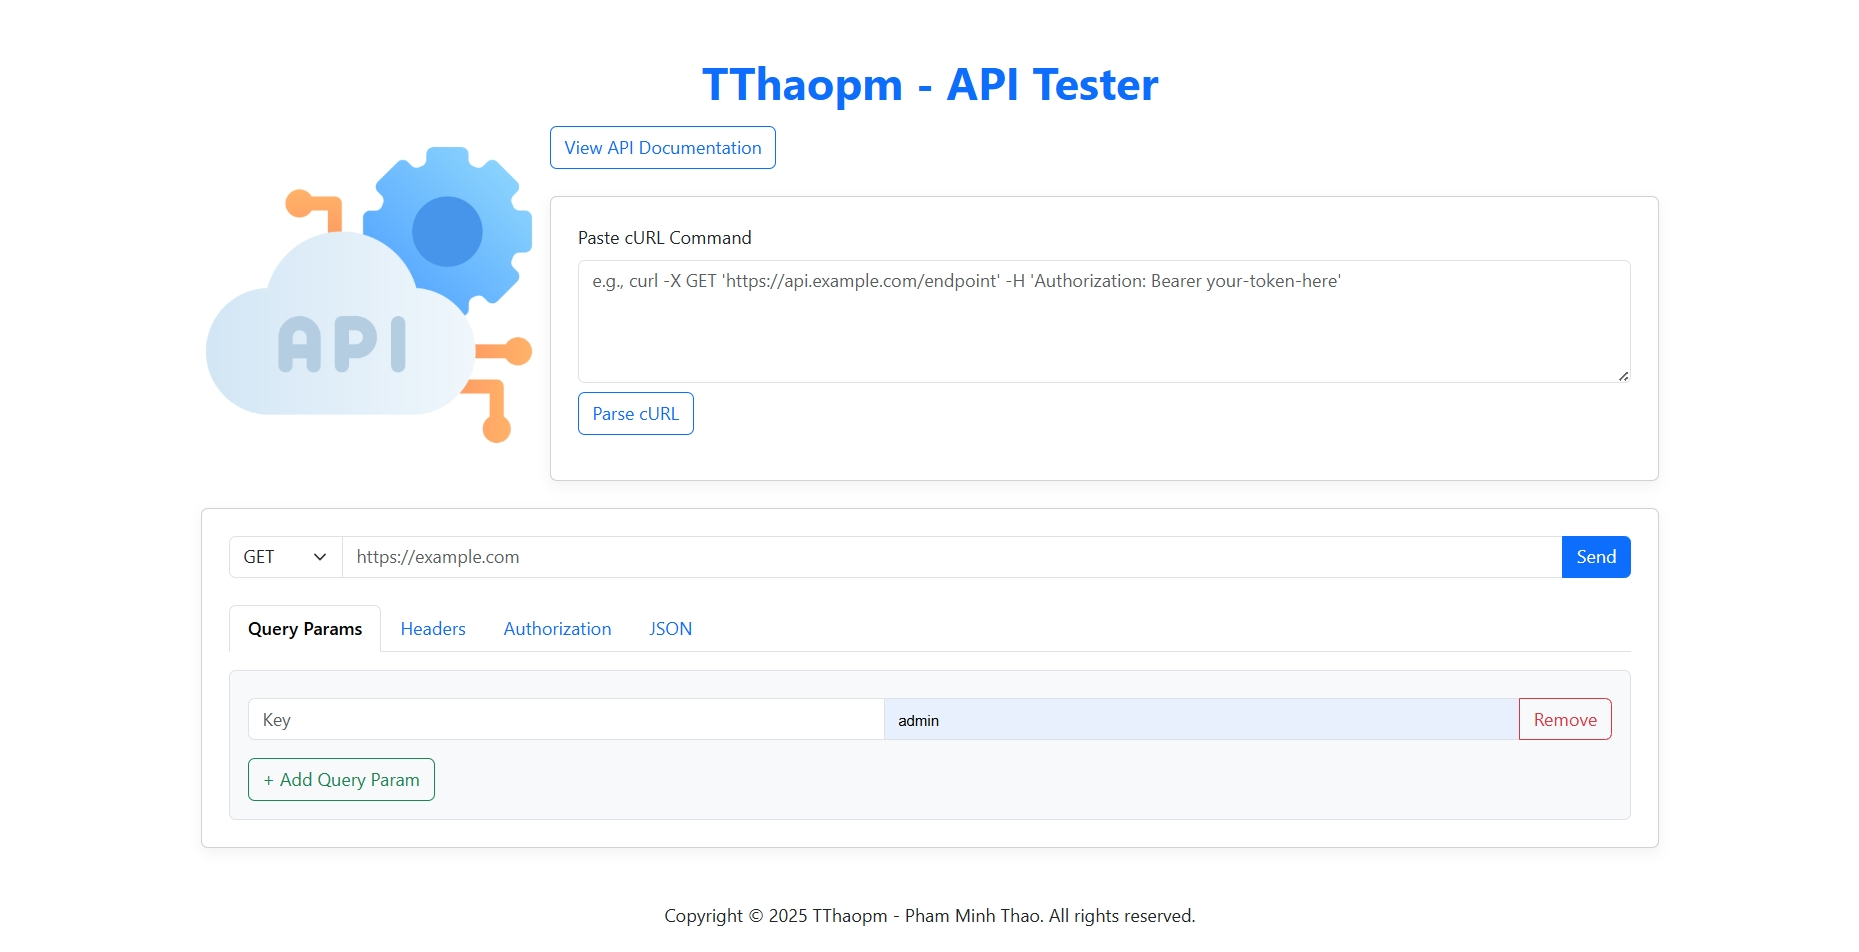 TThaopm - API Tester
View API Documentation
API
Paste cURL Command
e.g., curl -X GET 'https://api.example.com/endpoint' -H 'Authorization: Bearer your-token-here'
Parse cURL
GET https://example.com Send
Query Params Headers Authorization JSON
Key admin Remove
+ Add Query Param
Copyright © 2025 TThaopm - Pham Minh Thao. All rights reserved.